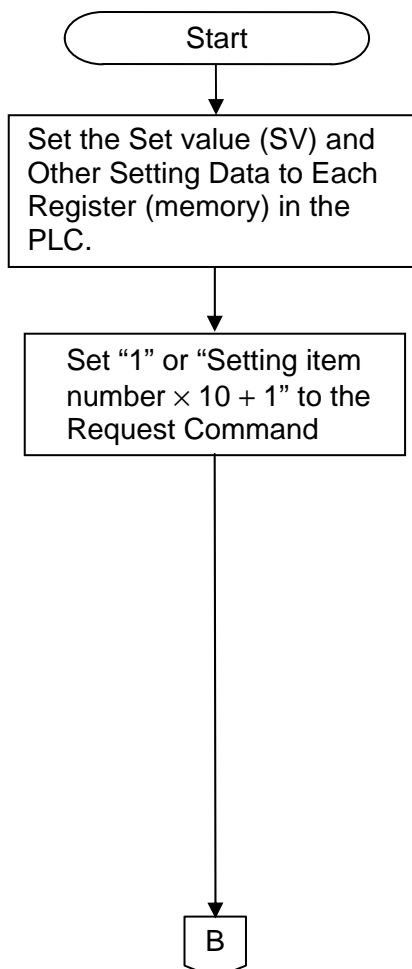 Start
Set the Set value (SV) and
Other Setting Data to Each
Register (memory) in the
PLC.
Set “1” or “Setting item
number × 10 + 1” to the
Request Command
B